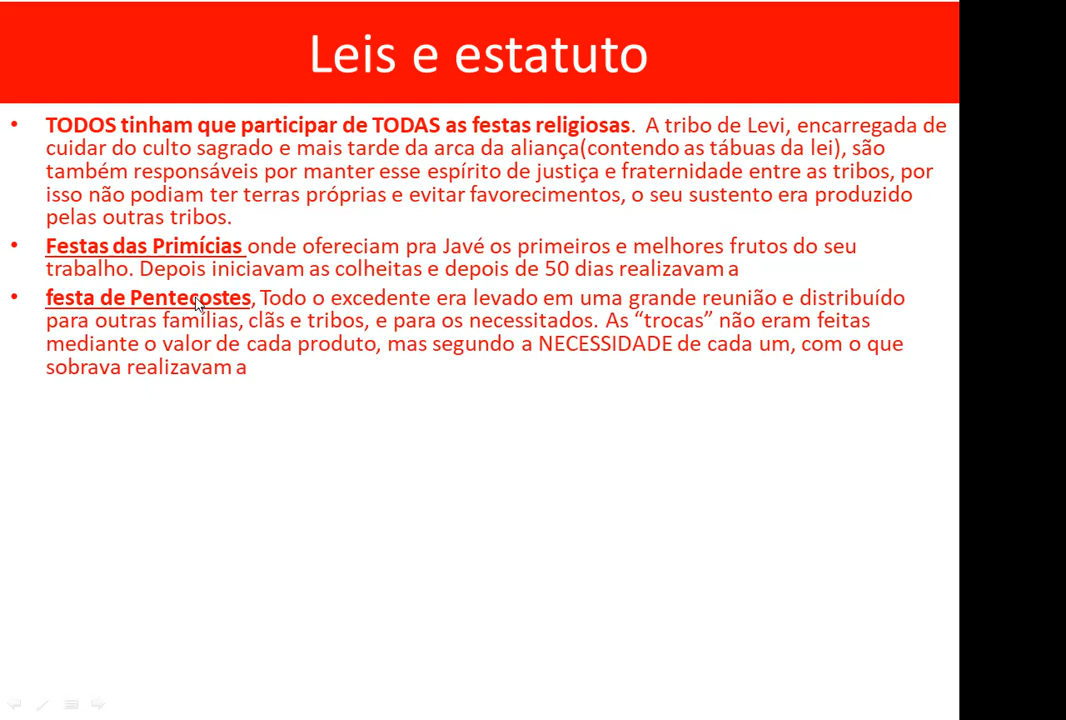 Leis e estatuto
• TODOS tinham que participar de TODAS as festas religiosas. A tribo de Levi, encarregada de
cuidar do culto sagrado e mais tarde da arca da aliança(contendo as tábuas da lei), são
também responsáveis por manter esse espírito de justiça e fraternidade entre as tribos, por
isso não podiam ter terras próprias e evitar favorecimentos, o seu sustento era produzido
pelas outras tribos.
• Festas das Primícias onde ofereciam pra Javé os primeiros e melhores frutos do seu
trabalho. Depois iniciavam as colheitas e depois de 50 dias realizavam a
• festa de Pentecostes, Todo o excedente era levado em uma grande reunião e distribuído
para outras famílias, clãs e tribos, e para os necessitados. As “trocas” não eram feitas
mediante o valor de cada produto, mas segundo a NECESSIDADE de cada um, com o que
sobrava realizavam a